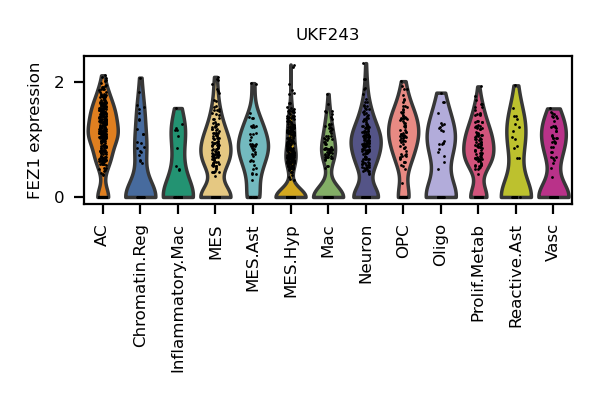 UKF243
FEZ1 expression
2
0
AC
Chromatin.Reg
Inflammatory.Mac
MES
MES.Ast
MES.Hyp
Mac
Neuron
OPC
Oligo
Prolif.Metab
Reactive.Ast
Vasc